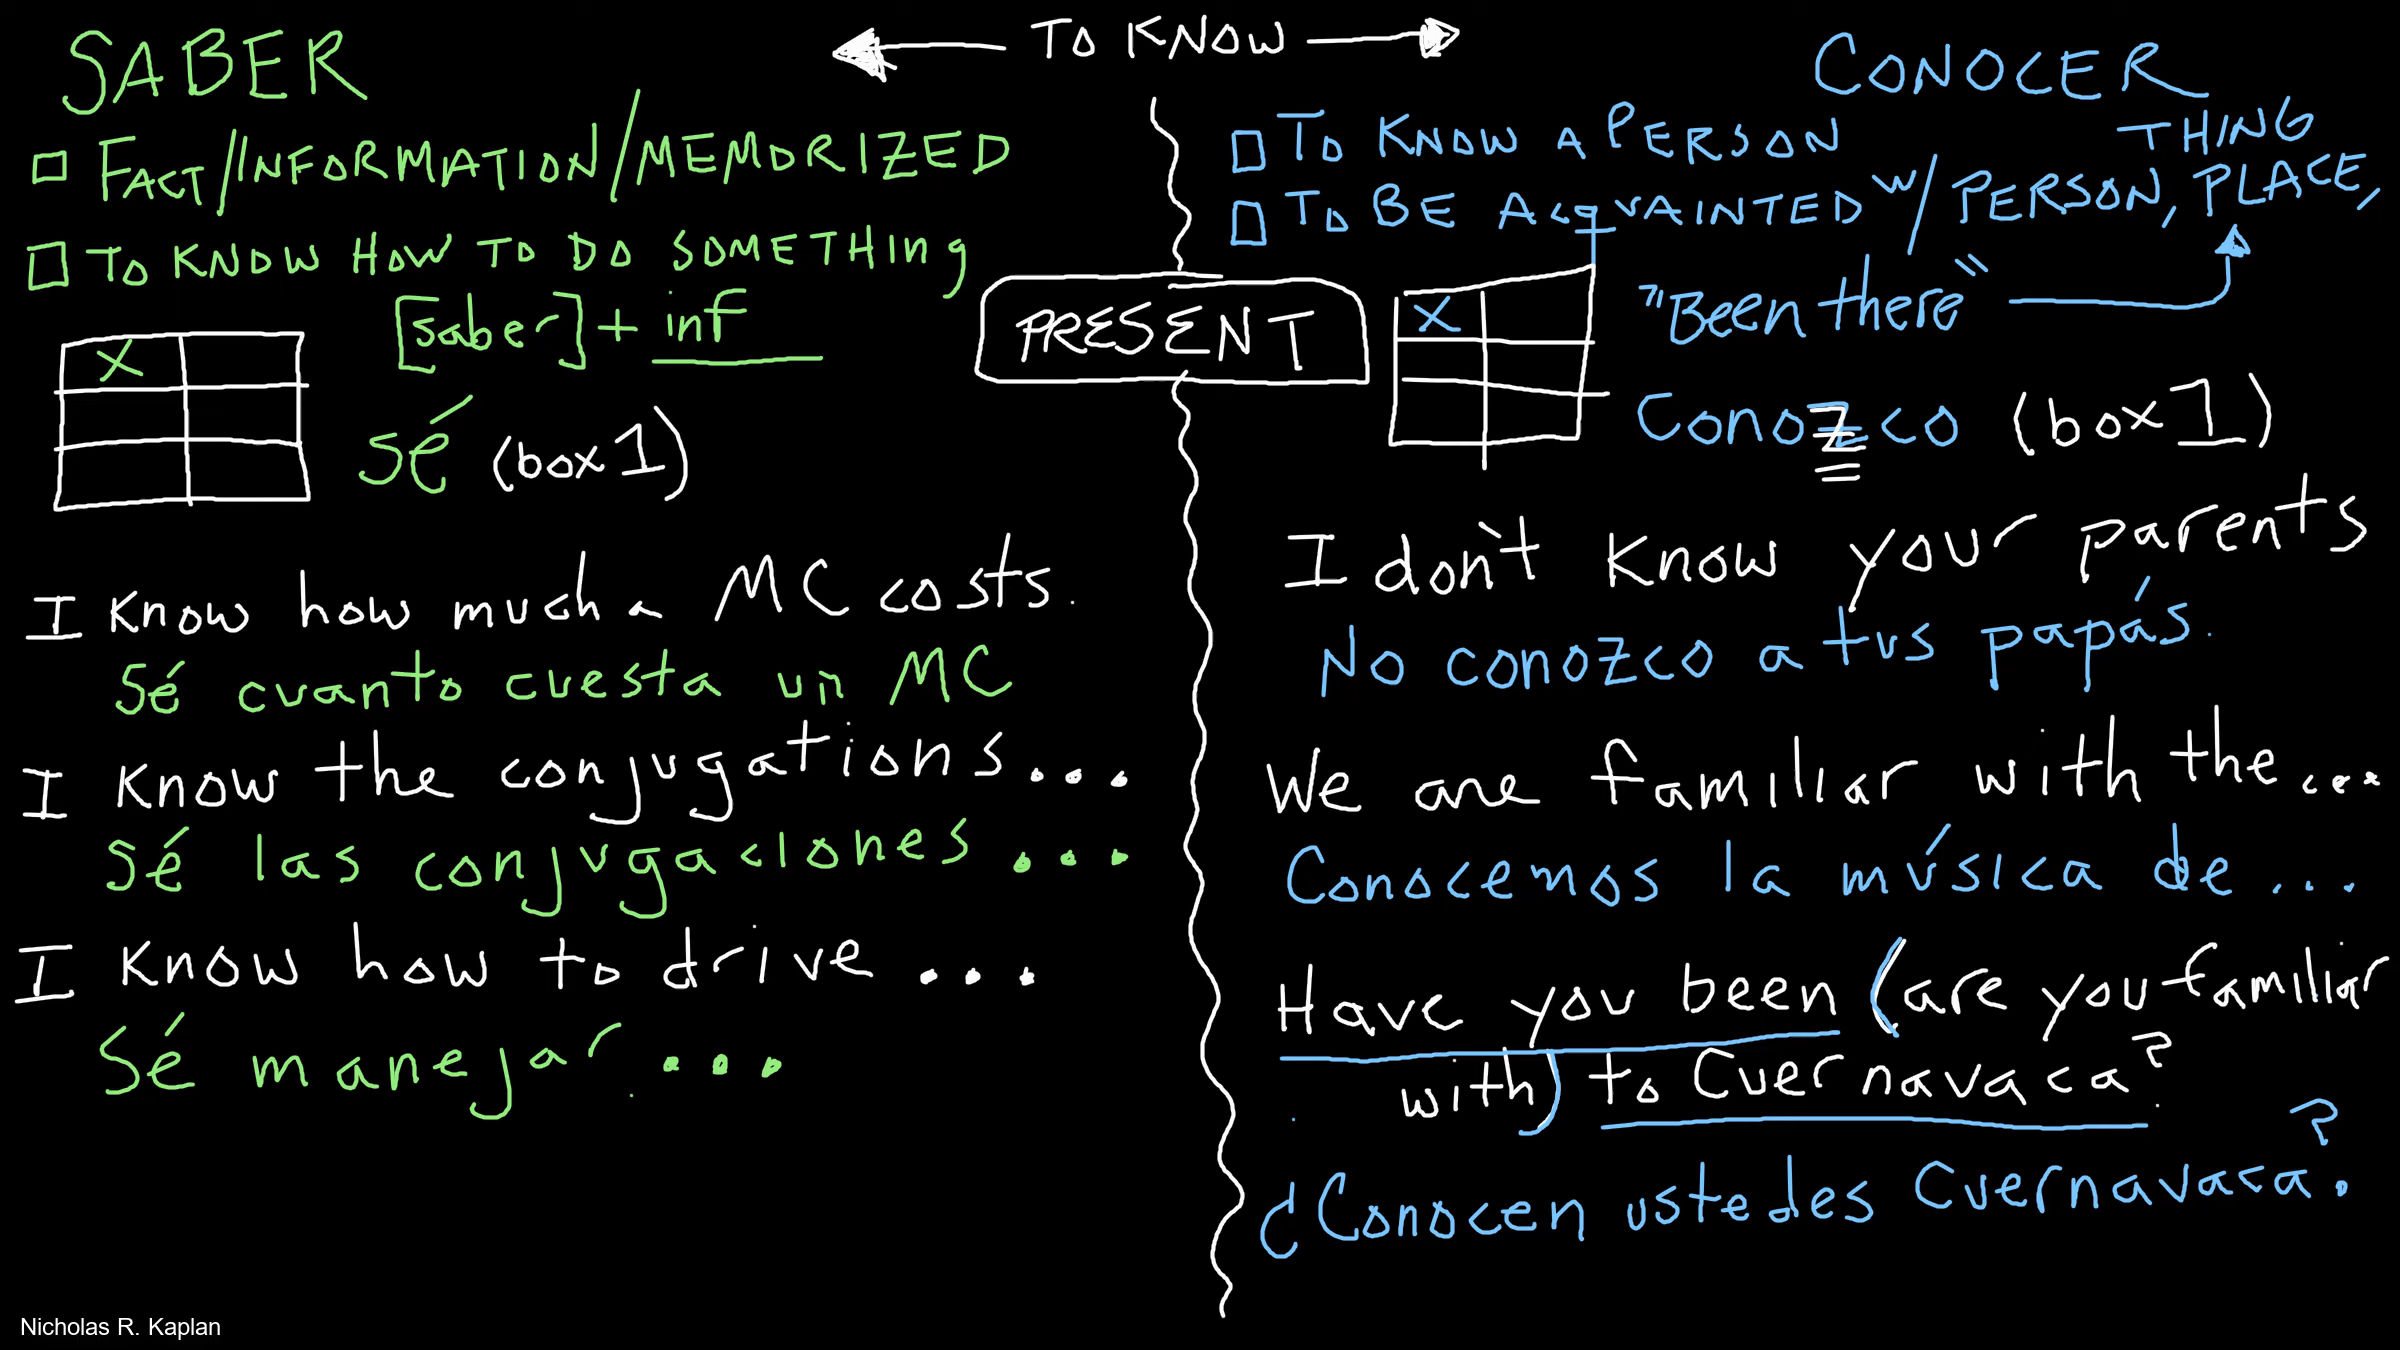 TO KNOW
SABER
□ FACT/INFORMATION/MEMORIZED
□ TO KNOW HOW TO DO SOMETHING
[saber] + inf
X
sé (box 1)
I know how much a MC costs.
Sé cuanto cuesta un MC
I know the conjugations...
Sé las conjugaciones...
I know how to drive...
Sé manejar...
PRESENT
CONOCER
□ TO KNOW A PERSON
THING
□ TO BE ACQUAINTED W/ PERSON, PLACE,
"Been there"
X
Conozco (box 1)
I don't know your parents
No conozco a tus papás.
We are familiar with the...
Conocemos la música de...
Have you been (are you familiar
with) to Cuernavaca?
¿Conocen ustedes Cuernavaca?
Nicholas R. Kaplan